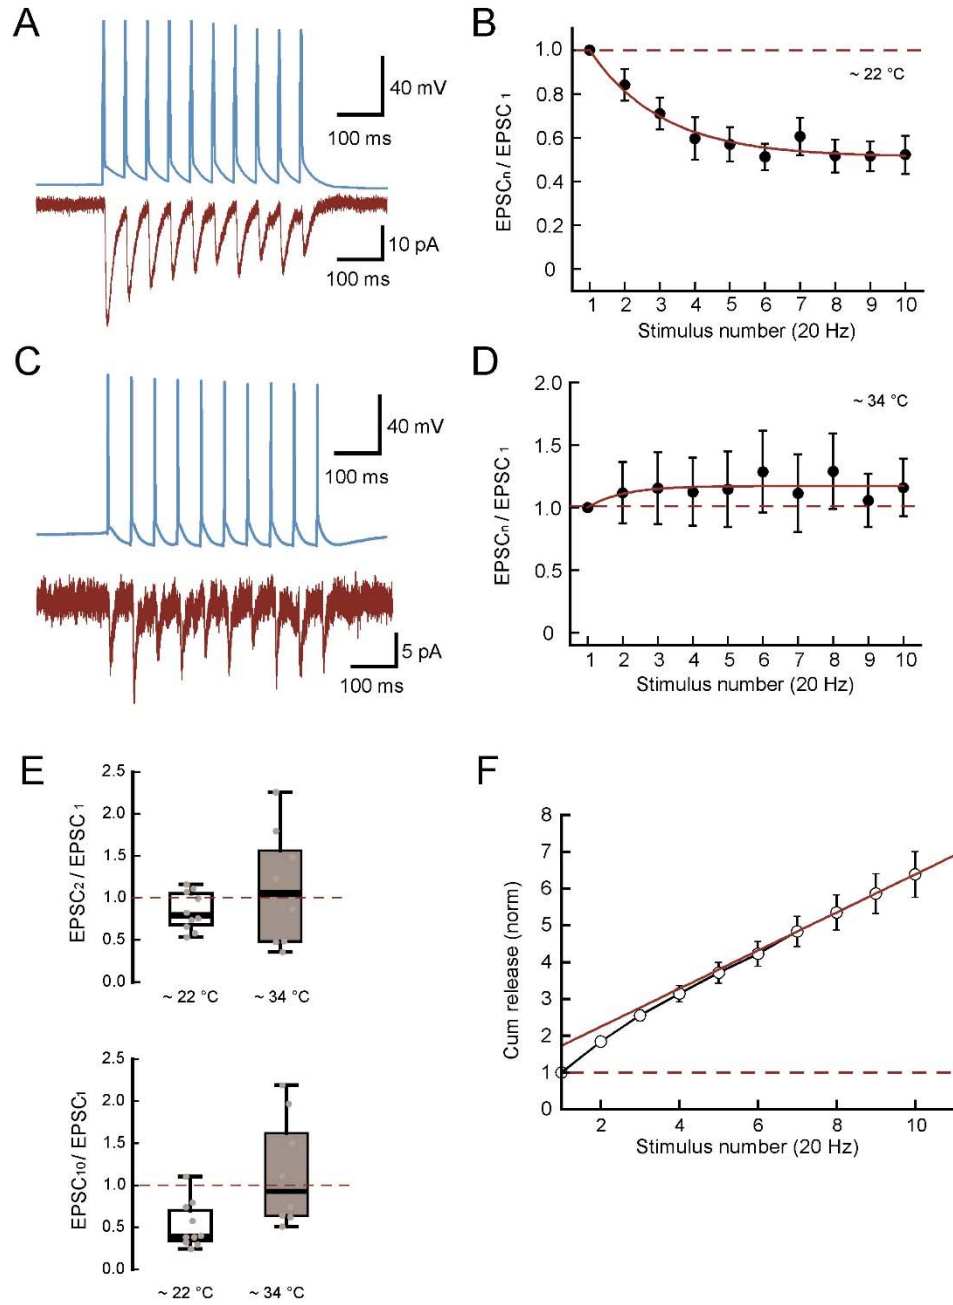 A
40 mV
100 ms
10 pA
100 ms
B
EPSCn / EPSC 1
1.0
0.8
0.6
0.4
0.2
0
~ 22 °C
1 2 3 4 5 6 7 8 9 10
Stimulus number (20 Hz)
C
40 mV
100 ms
5 pA
100 ms
D
EPSCn / EPSC 1
2.0
1.5
1.0
0.5
0
~ 34 °C
1 2 3 4 5 6 7 8 9 10
Stimulus number (20 Hz)
E
EPSC2 / EPSC 1
2.5
2.0
1.5
1.0
0.5
0.0
~ 22 °C ~ 34 °C
EPSC10 / EPSC1
2.5
2.0
1.5
1.0
0.5
0.0
~ 22 °C ~ 34 °C
F
Cum release (norm)
8
7
6
5
4
3
2
1
0
2 4 6 8 10
Stimulus number (20 Hz)